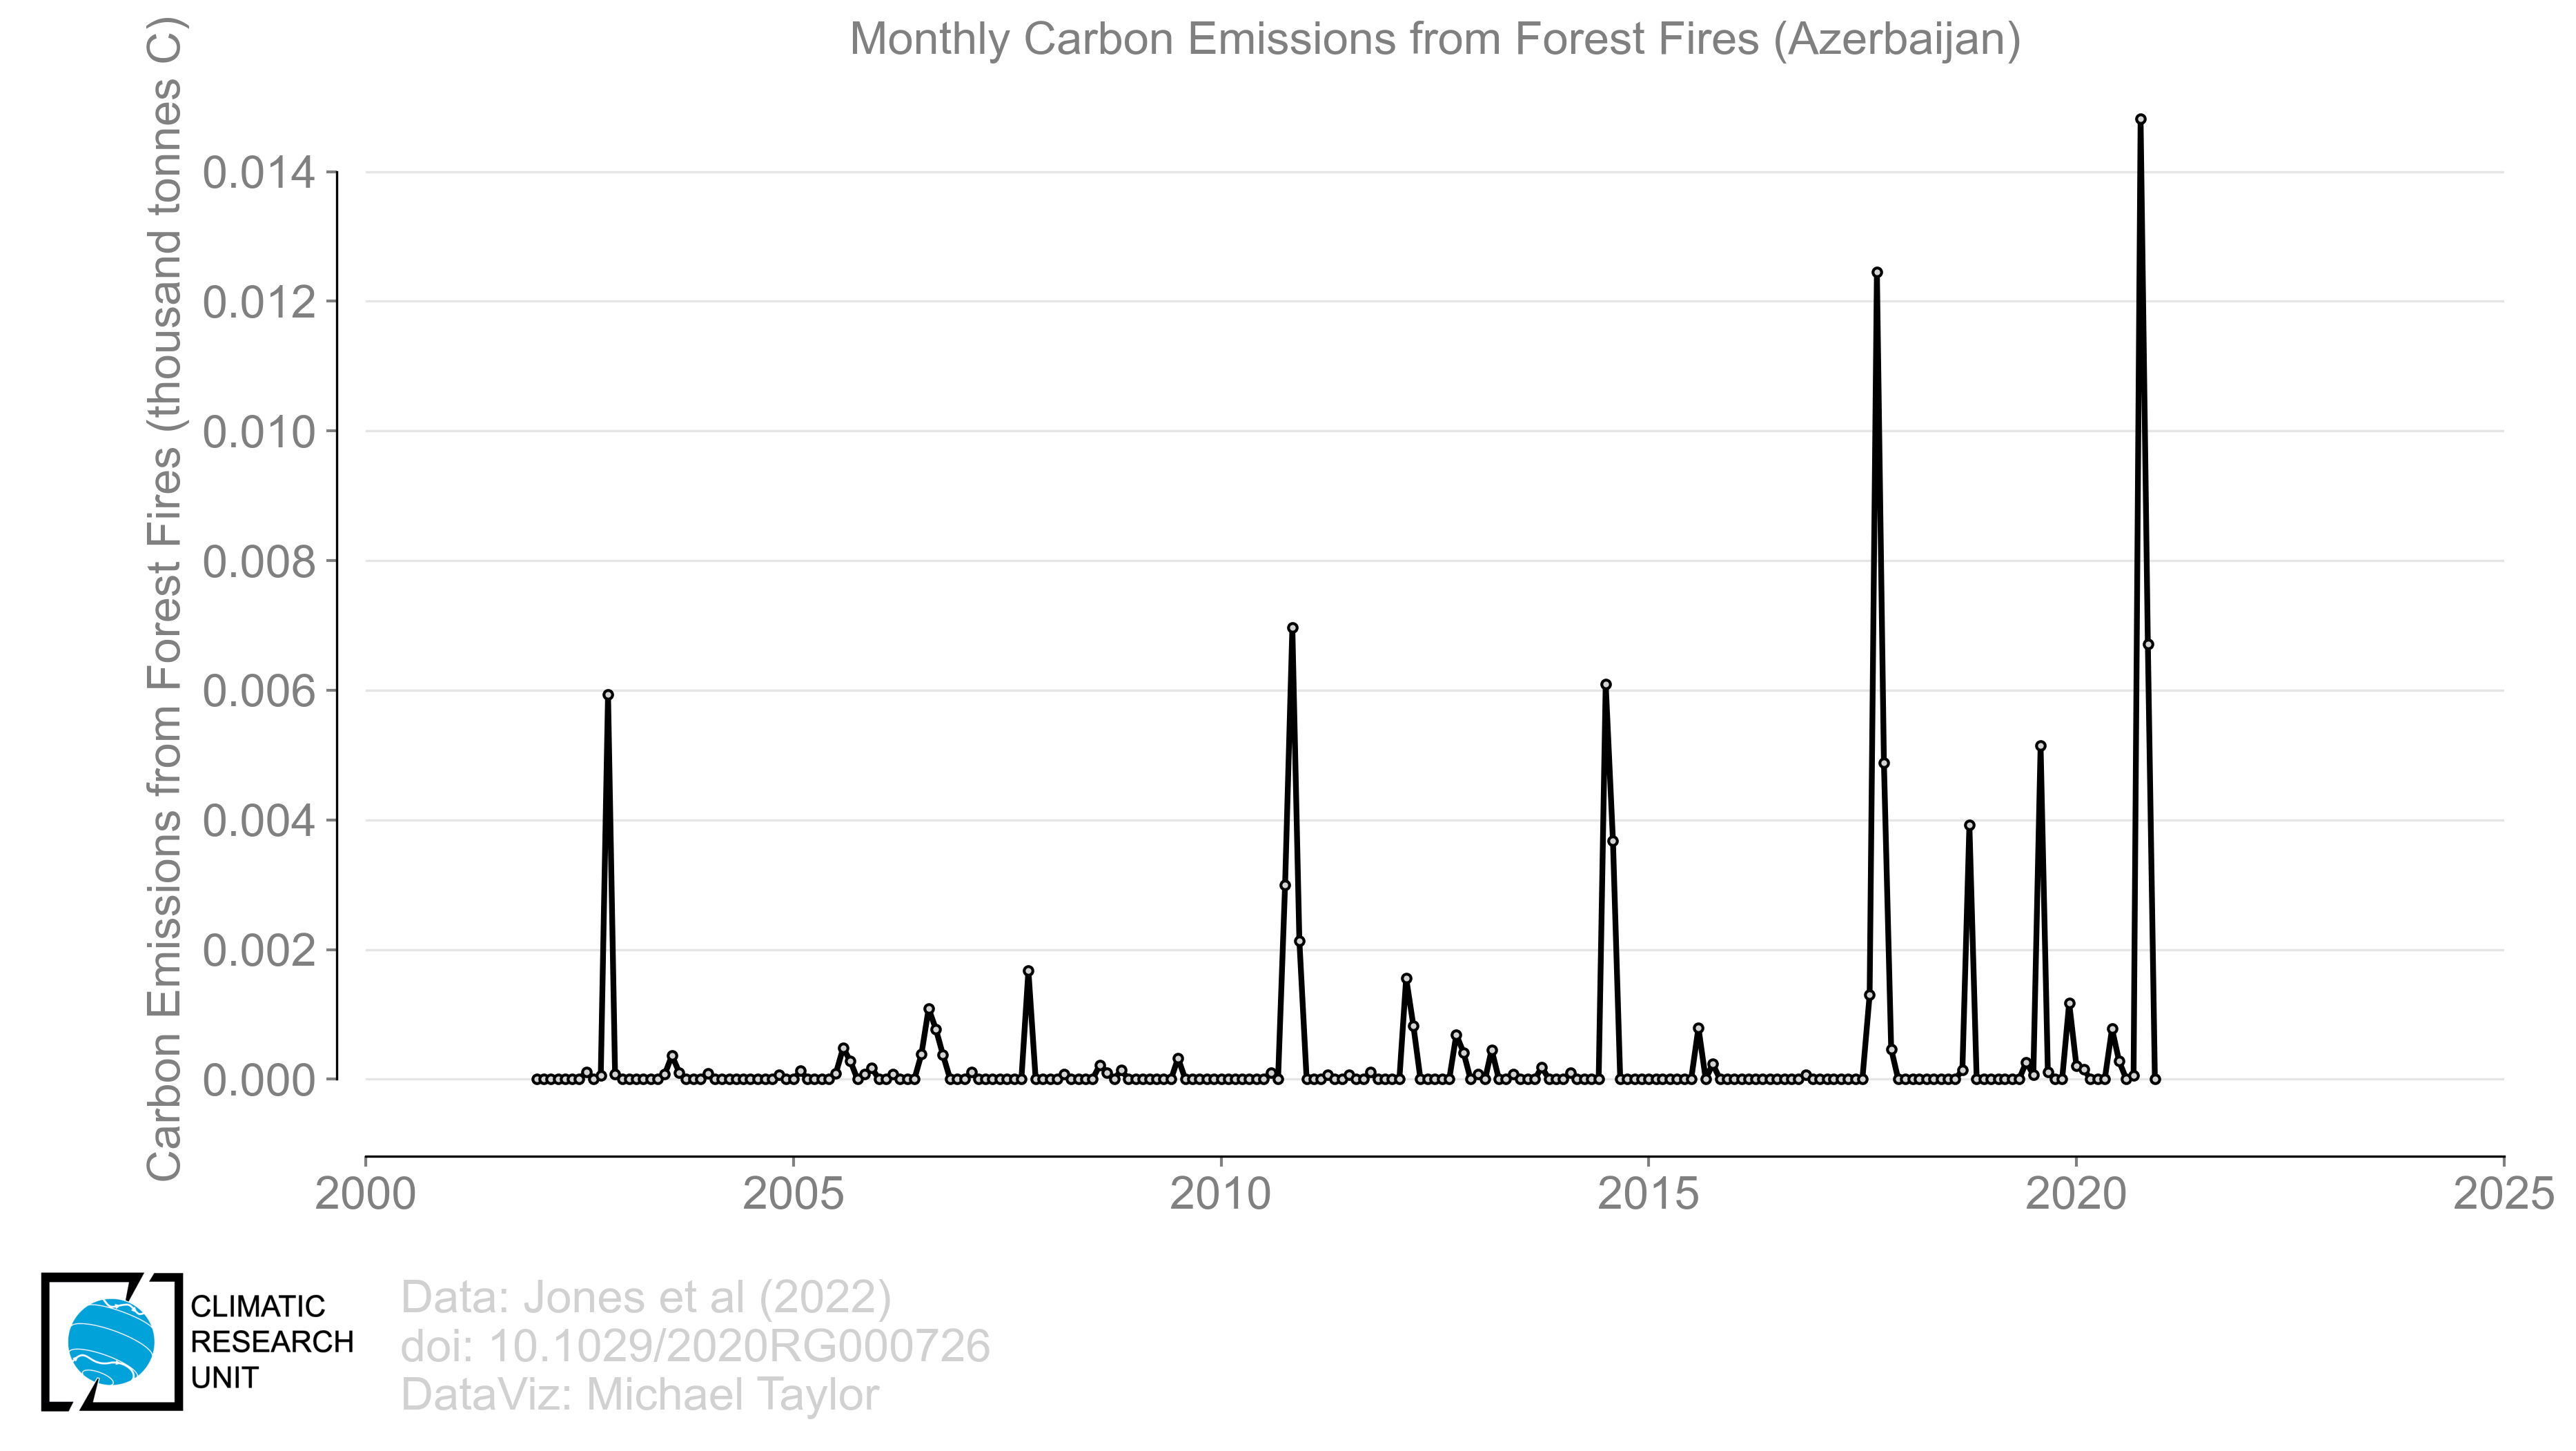 Monthly Carbon Emissions from Forest Fires (Azerbaijan)
Carbon Emissions from Forest Fires (thousand tonnes C)
0.014
0.012
0.010
0.008
0.006
0.004
0.002
0.000
2000 2005 2010 2015 2020 2025
CLIMATIC
RESEARCH
UNIT
Data: Jones et al (2022)
doi: 10.1029/2020RG000726
DataViz: Michael Taylor